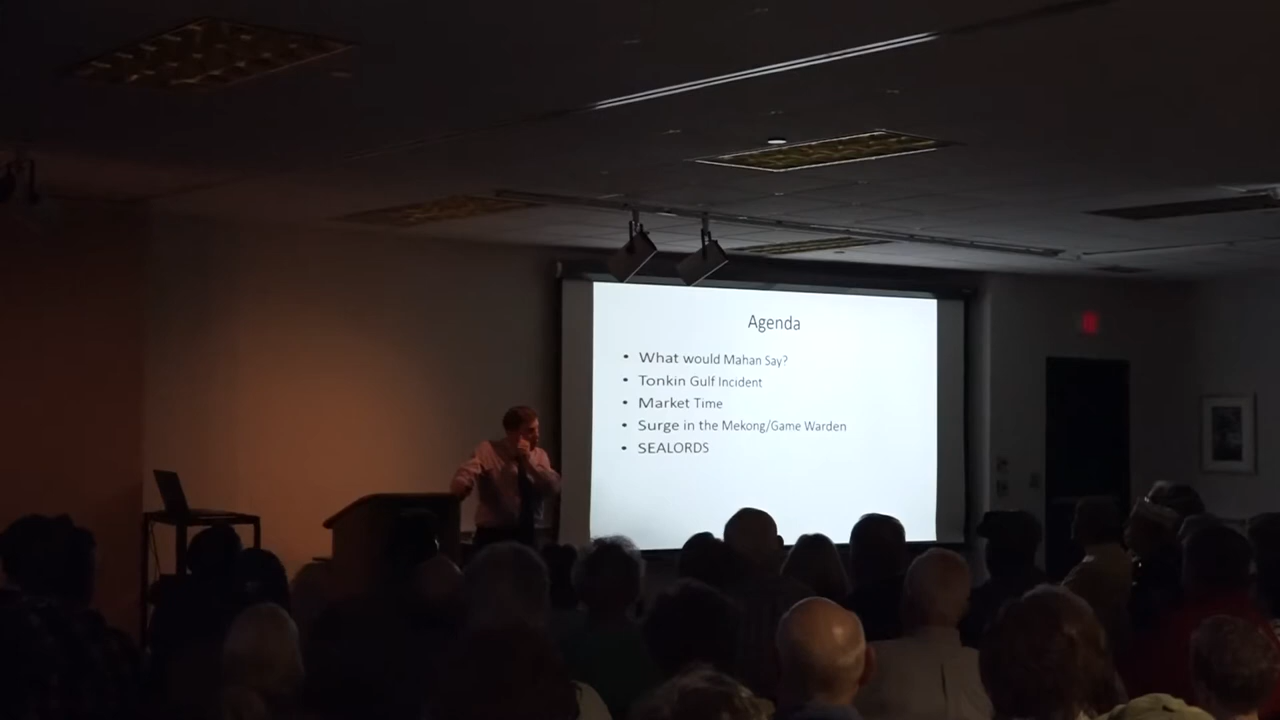 Agenda
• What would Mahan Say?
• Tonkin Gulf Incident
• Market Time
• Surge in the Mekong/Game Warden
• SEALORDS